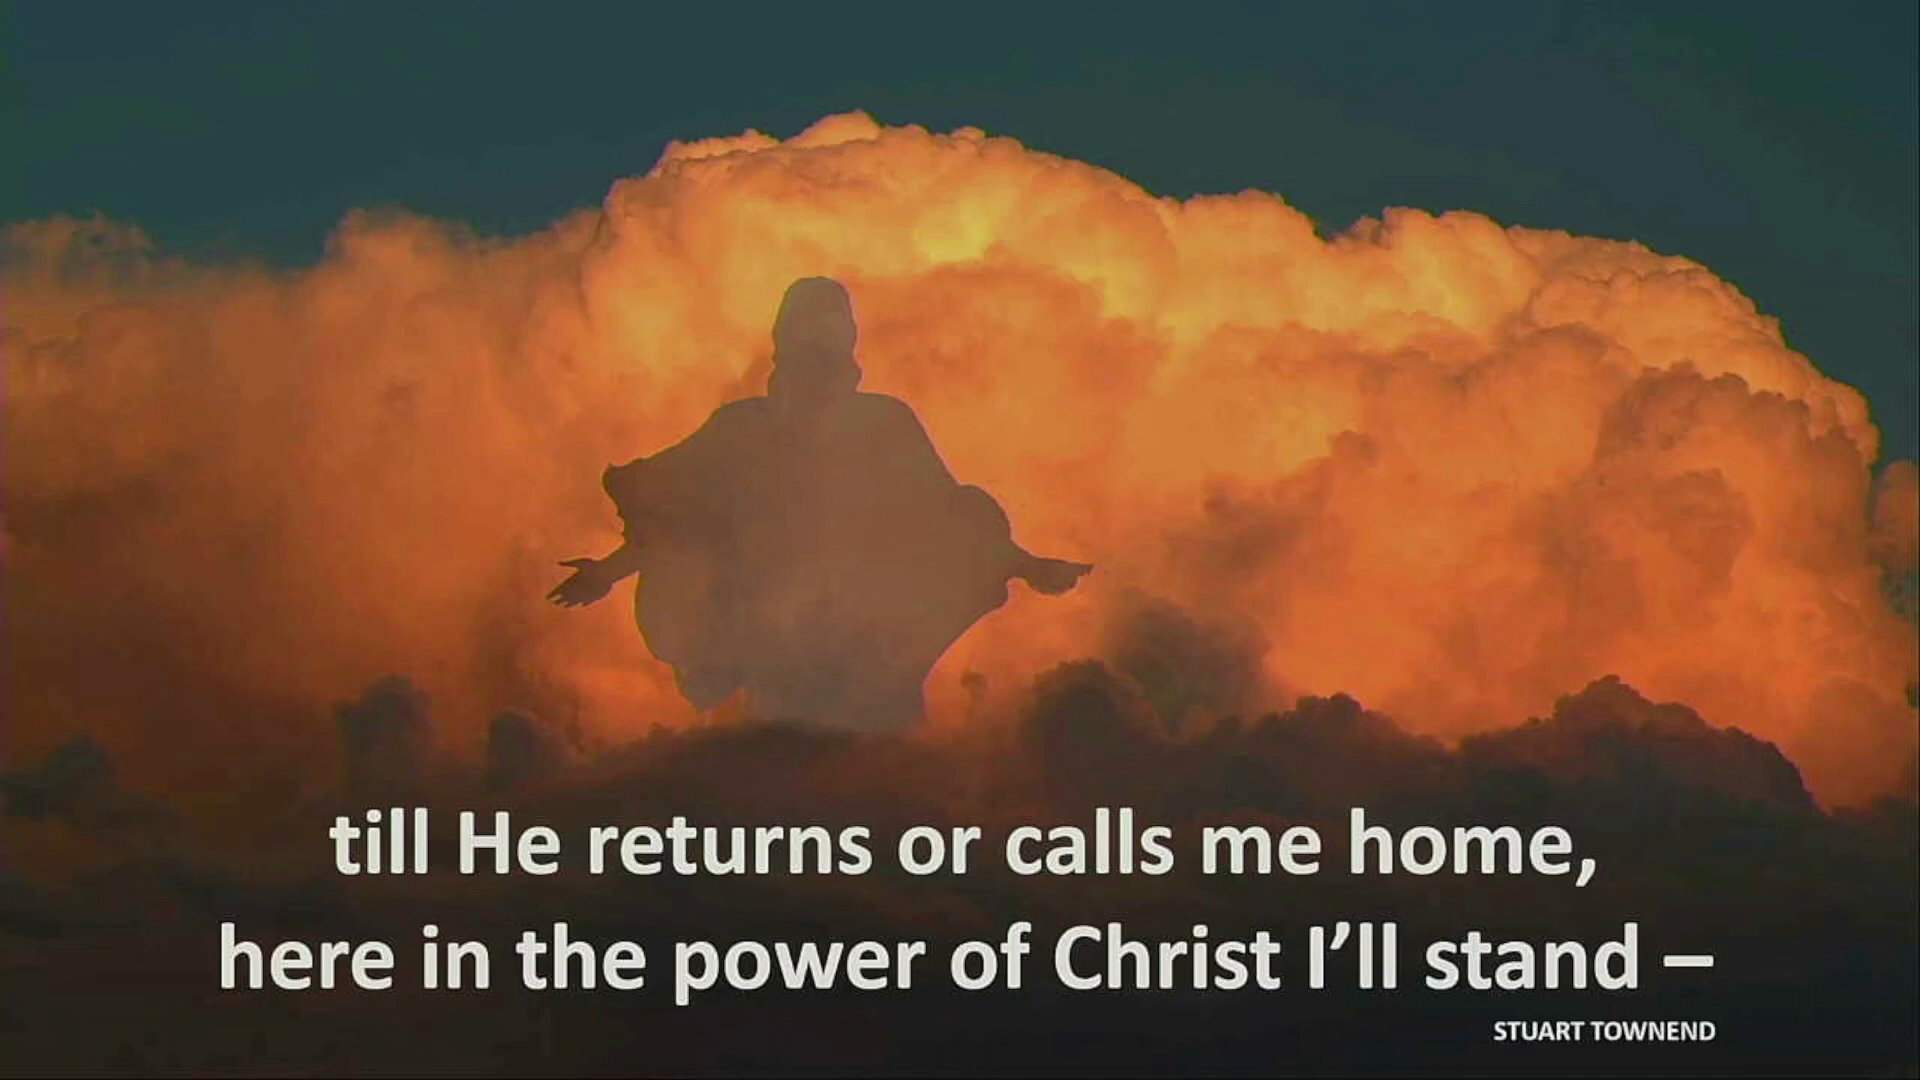 till He returns or calls me home,
here in the power of Christ I’ll stand –
STUART TOWNEND